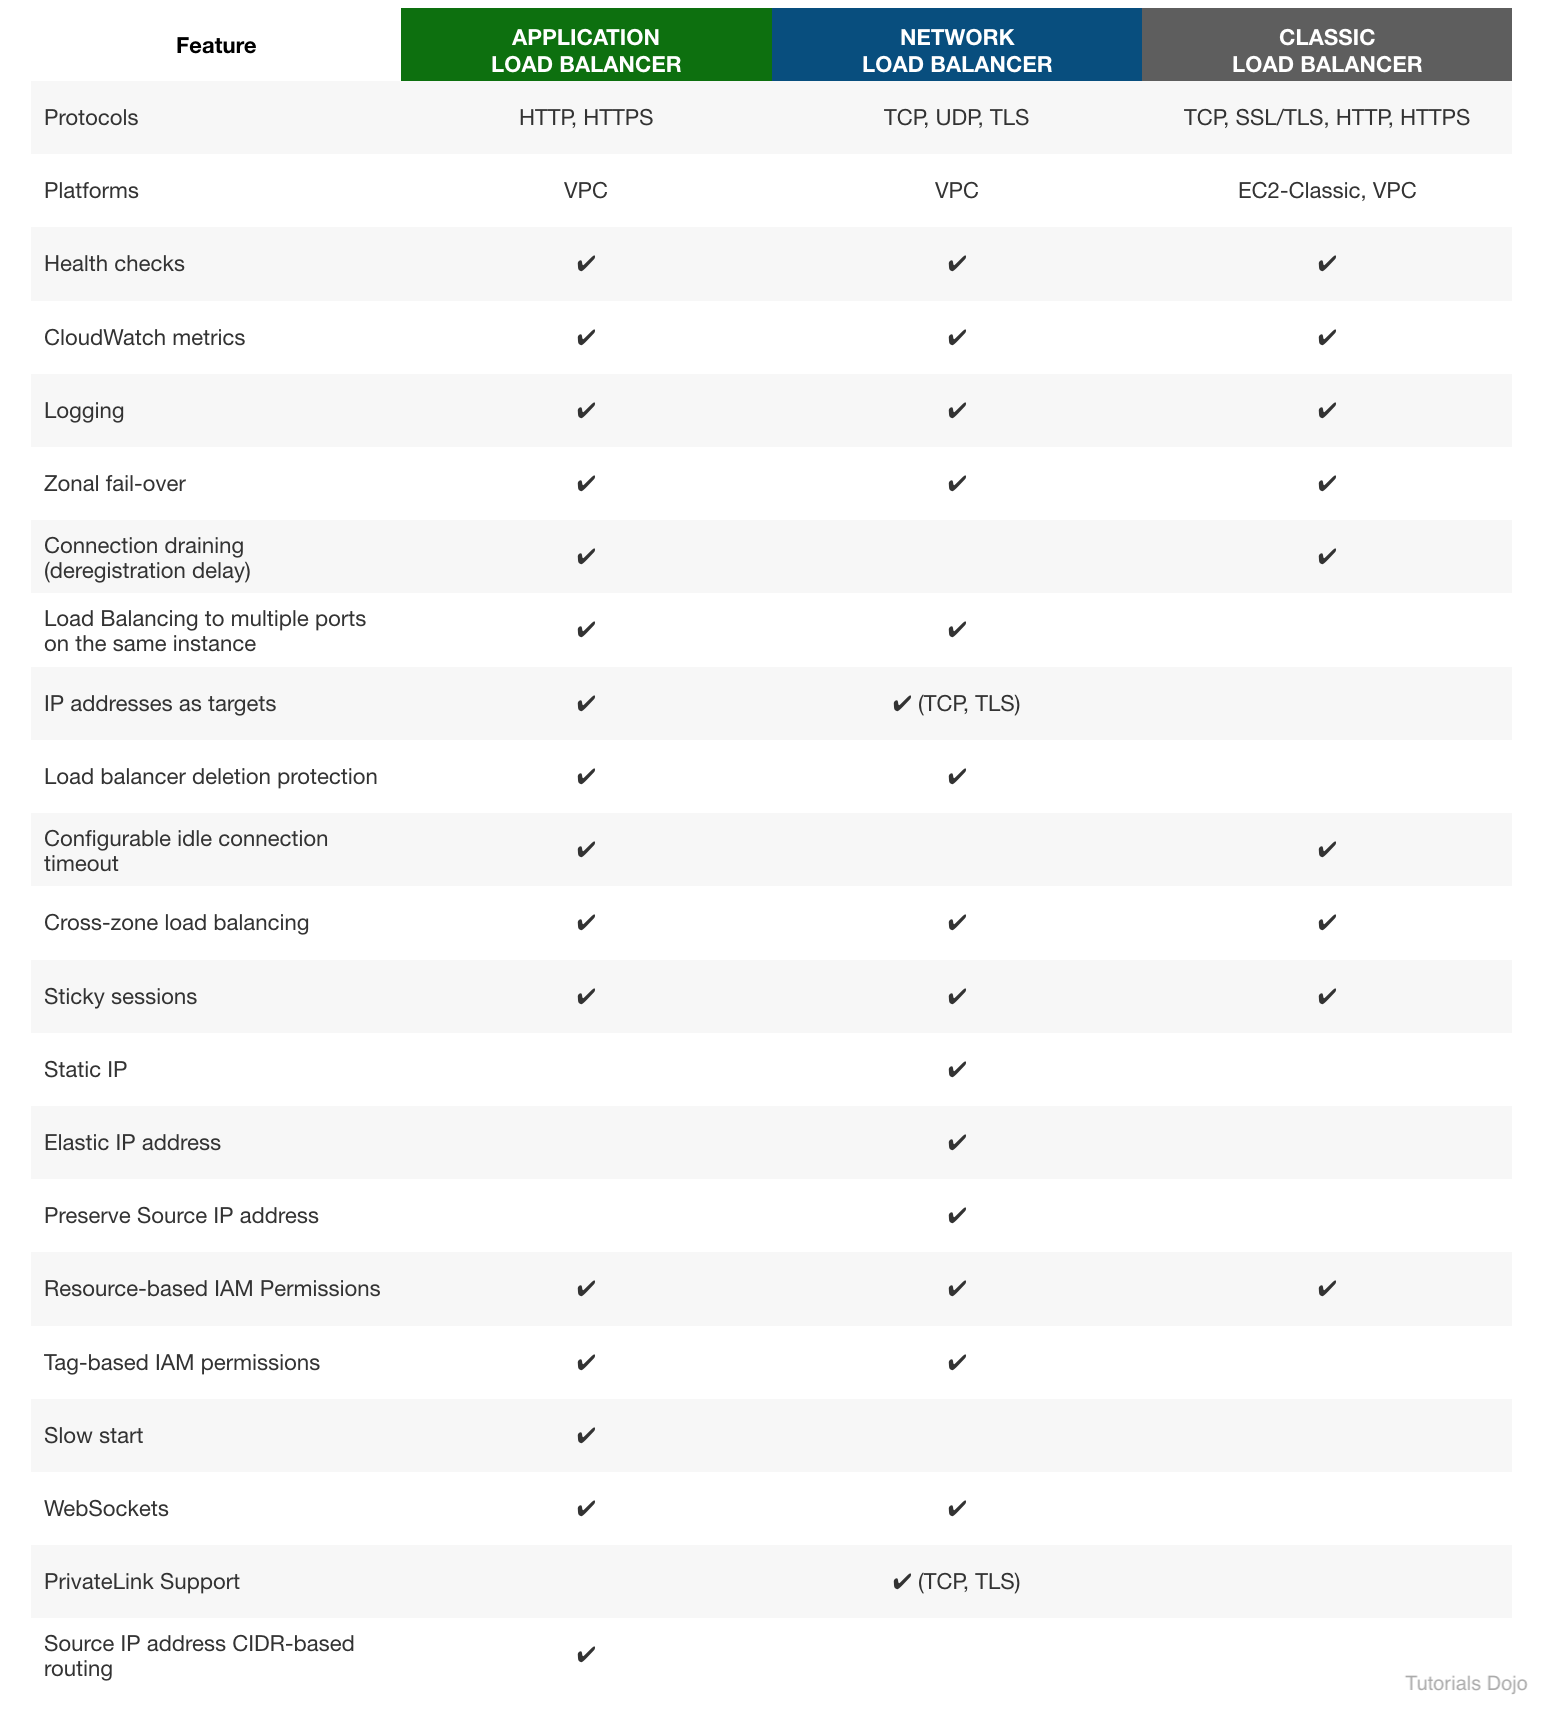 Feature
APPLICATION
LOAD BALANCER
NETWORK
LOAD BALANCER
CLASSIC
LOAD BALANCER
Protocols HTTP, HTTPS TCP, UDP, TLS TCP, SSL/TLS, HTTP, HTTPS
Platforms VPC VPC EC2-Classic, VPC
Health checks ✔ ✔ ✔
CloudWatch metrics ✔ ✔ ✔
Logging ✔ ✔ ✔
Zonal fail-over ✔ ✔ ✔
Connection draining
(deregistration delay) ✔ ✔
Load Balancing to multiple ports
on the same instance ✔ ✔
IP addresses as targets ✔ ✔ (TCP, TLS)
Load balancer deletion protection ✔ ✔
Configurable idle connection
timeout ✔ ✔
Cross-zone load balancing ✔ ✔ ✔
Sticky sessions ✔ ✔ ✔
Static IP ✔
Elastic IP address ✔
Preserve Source IP address ✔
Resource-based IAM Permissions ✔ ✔ ✔
Tag-based IAM permissions ✔ ✔
Slow start ✔
WebSockets ✔ ✔
PrivateLink Support ✔ (TCP, TLS)
Source IP address CIDR-based
routing ✔
Tutorials Dojo